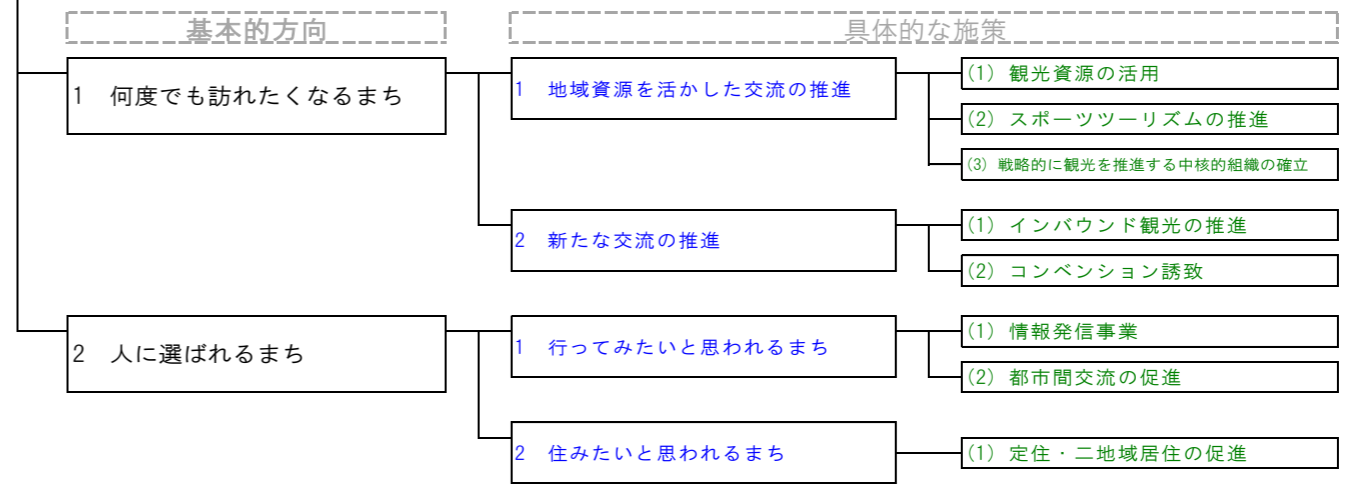 基本的方向
具体的な施策
1 何度でも訪れたくなるまち
1 地域資源を活かした交流の推進
(1) 観光資源の活用
(2) スポーツツーリズムの推進
(3) 戦略的に観光を推進する中核的組織の確立
2 新たな交流の推進
(1) インバウンド観光の推進
(2) コンベンション誘致
2 人に選ばれるまち
1 行ってみたいと思われるまち
(1) 情報発信事業
(2) 都市間交流の促進
2 住みたいと思われるまち
(1) 定住・二地域居住の促進